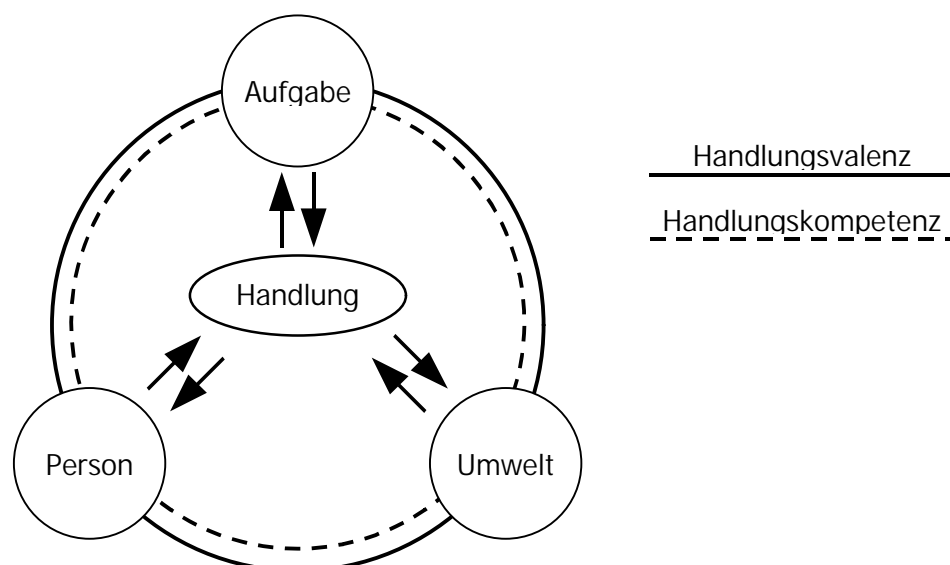 Aufgabe
Handlungsvalenz
Handlungskompetenz
Handlung
Person
Umwelt